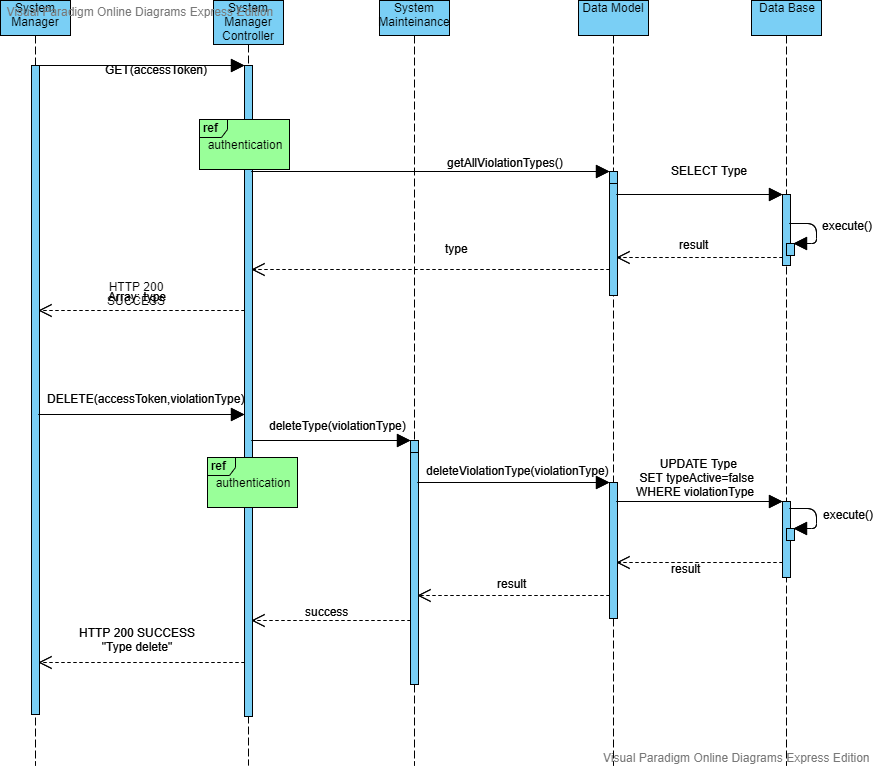 Visual Paradigm Online Diagrams Express Edition
System
Manager
System
Manager
Controller
System
Mainteinance
Data Model
Data Base
GET(accessToken)
ref
authentication
getAllViolationTypes()
SELECT Type
execute()
result
type
HTTP 200
SUCCESS
Array: type
DELETE(accessToken,violationType)
deleteType(violationType)
ref
authentication
deleteViolationType(violationType)
UPDATE Type
SET typeActive=false
WHERE violationType
execute()
result
result
success
HTTP 200 SUCCESS
"Type delete"
Visual Paradigm Online Diagrams Express Edition